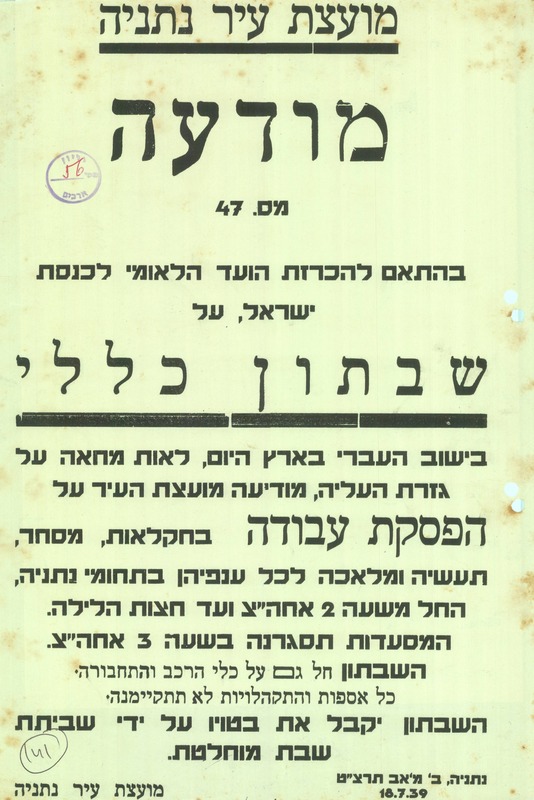 מועצת עיר נתניה
מודעה
מס. 47
בהתאם להכרזת הועד הלאומי לכנסת
ישראל, על
שבתון כללי
בישוב העברי בארץ היום, לאות מחאה על
גזרת העליה, מודיעה מועצת העיר על
הפסקת עבודה בחקלאות, מסחר,
תעשיה ומלאכה לכל ענפיהן בתחומי נתניה,
החל משעה 2 אחה״צ ועד חצות הלילה.
המסעדות תסגרנה בשעה 3 אחה״צ.
השבתון חל גם על כלי הרכב והתחבורה.
כל אספות והתקהלויות לא תתקיימנה.
השבתון יקבל את בטויו על ידי שביתת
שבת מוחלטת.
נתניה, ב׳ מ׳אב תרצ״ט
18.7.39
מועצת עיר נתניה
56
141